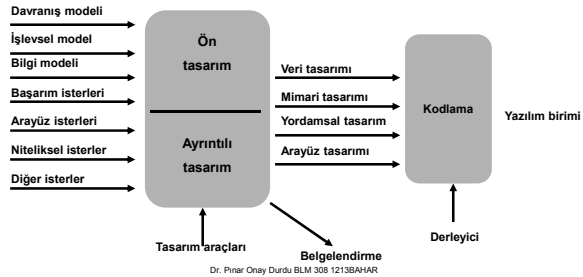 Davranış modeli
İşlevsel model
Bilgi modeli
Başarım isterleri
Arayüz isterleri
Niteliksel isterler
Diğer isterler
Ön
tasarım
Ayrıntılı
tasarım
Veri tasarımı
Mimari tasarımı
Yordamsal tasarım
Arayüz tasarımı
Kodlama
Yazılım birimi
Tasarım araçları
Belgelendirme
Derleyici
Dr. Pınar Onay Durdu BLM 308 1213BAHAR